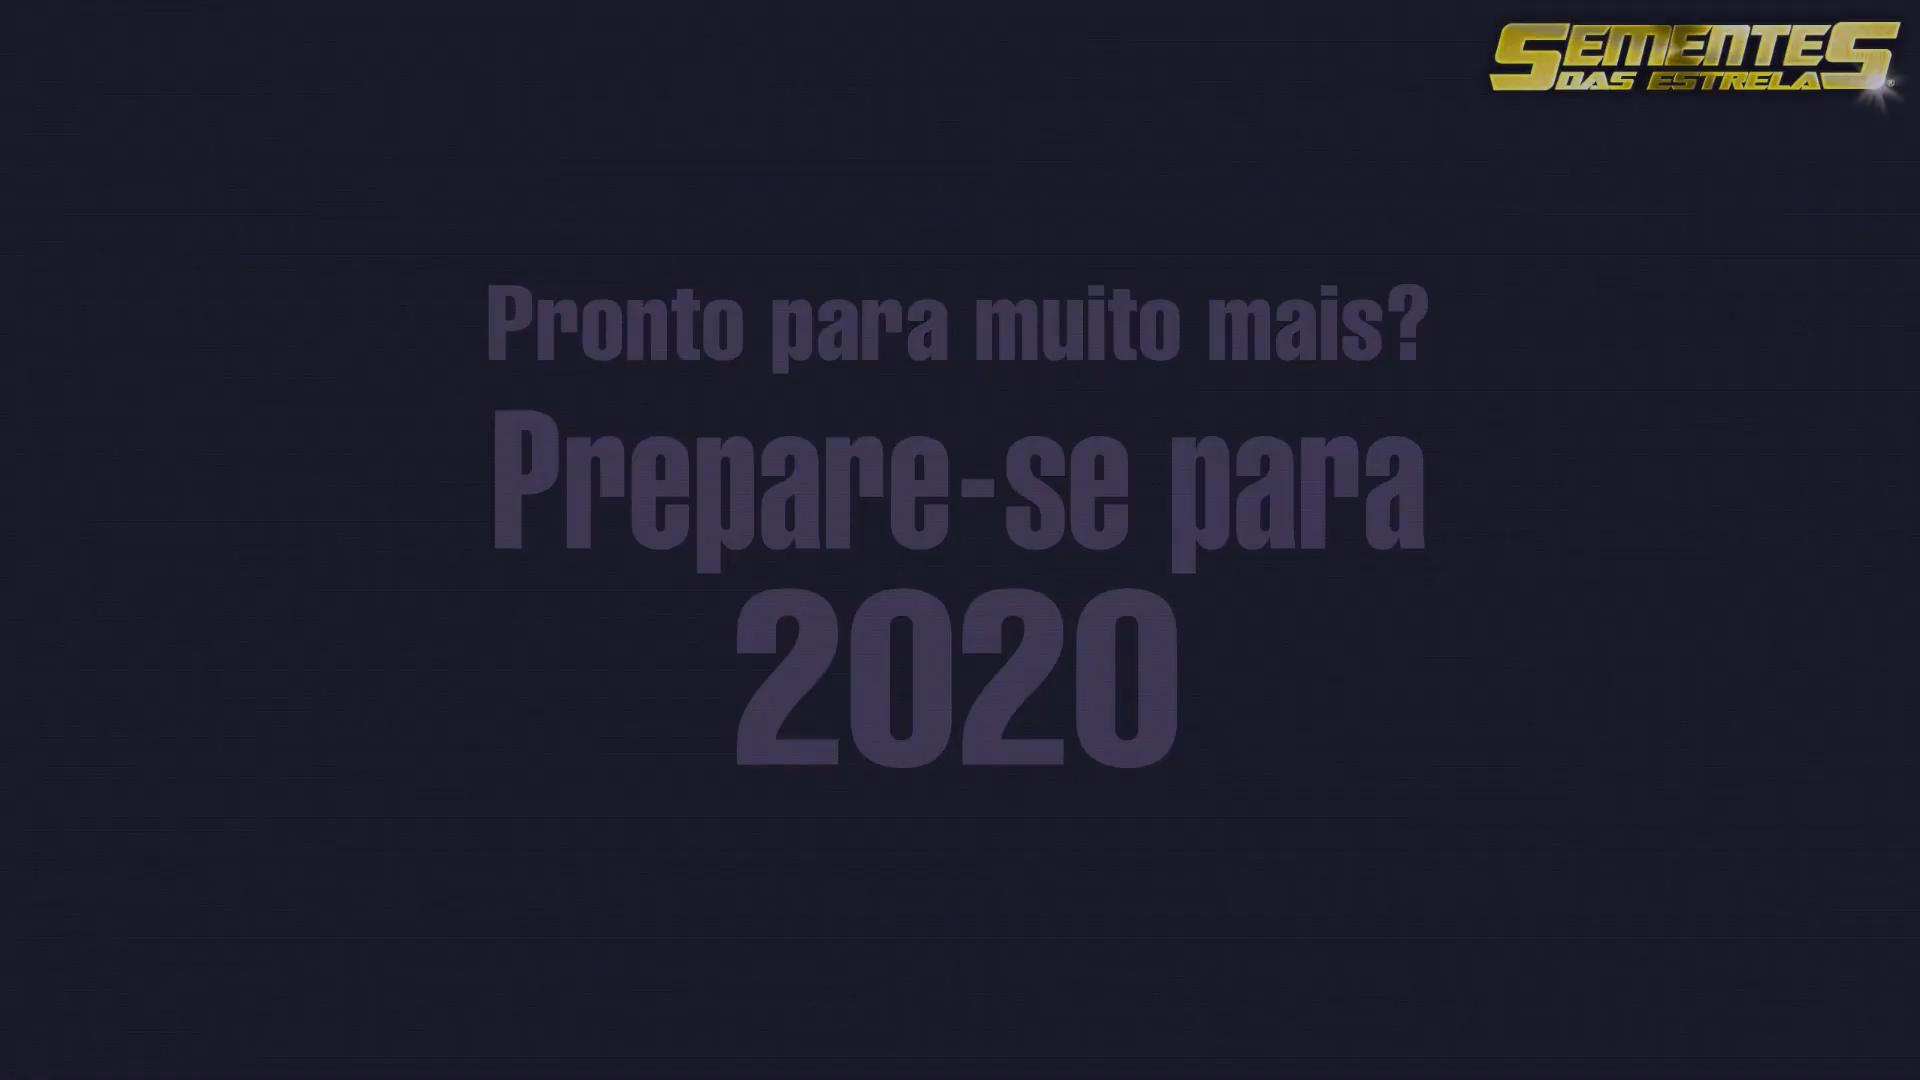 SEMENTES
DAS ESTRELAS
Pronto para muito mais?
Prepare-se para
2020